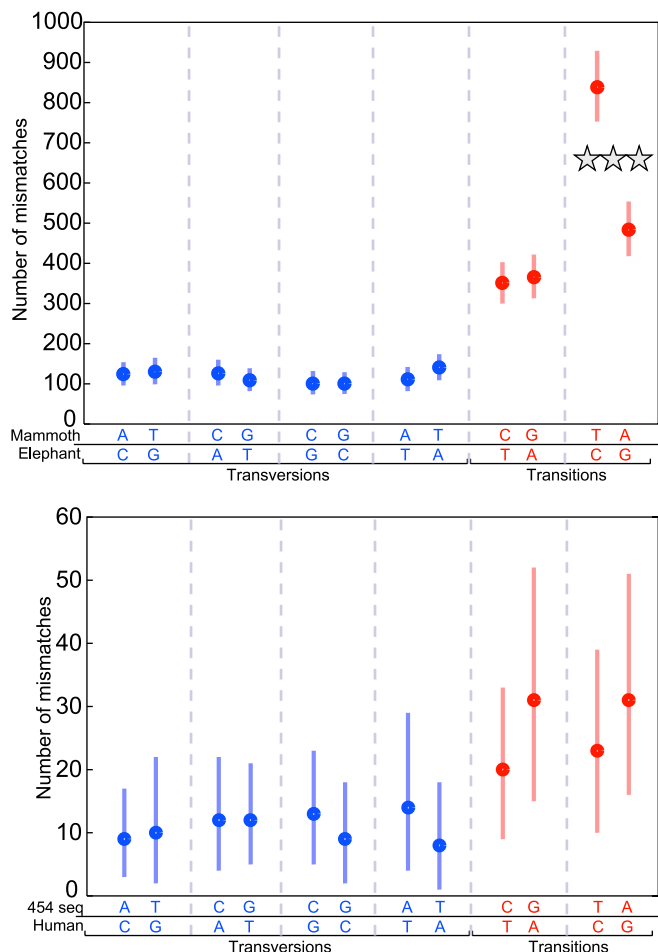 1000
900
800
700
600
500
400
300
200
100
0
Number of mismatches
Mammoth A T C G C G A T C G T A
Elephant C G A T G C T A T A C G
Transversions Transitions
60
50
40
30
20
10
0
Number of mismatches
454 seq A T C G C G A T C G T A
Human C G A T G C T A T A C G
Transversions Transitions